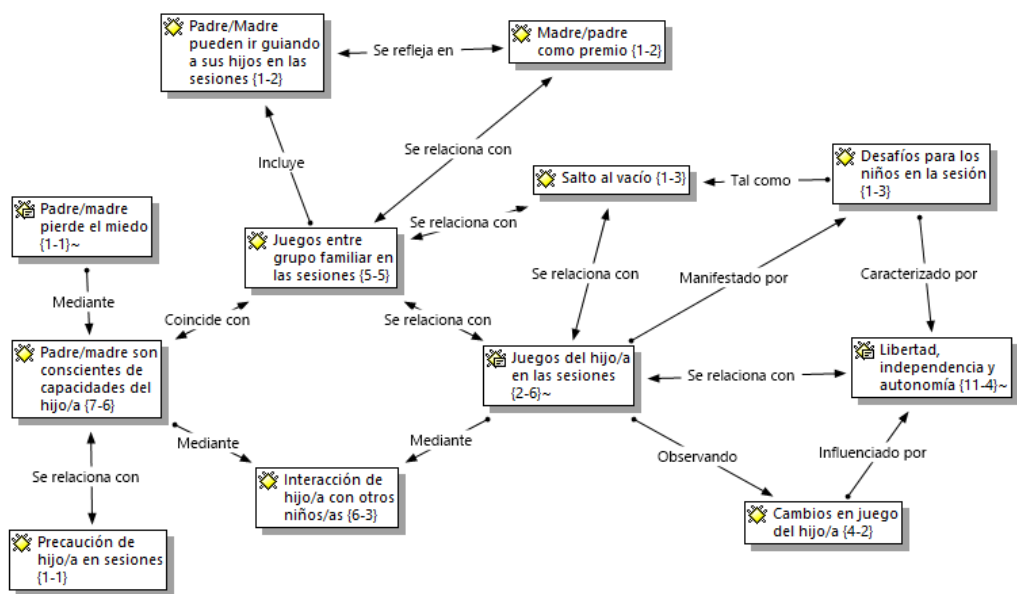 Padre/Madre
pueden ir guiando
a sus hijos en las
sesiones {1-2}
Se refleja en
Madre/padre
como premio {1-2}
Incluye
Se relaciona con
Salto al vacío {1-3}
Tal como
Desafíos para los
niños en la sesión
{1-3}
Padre/madre
pierde el miedo
{1-1}~
Se relaciona con
Juegos entre
grupo familiar en
las sesiones {5-5}
Se relaciona con
Manifestado por
Caracterizado por
Mediante
Coincide con
Se relaciona con
Padre/madre son
conscientes de
capacidades del
hijo/a {7-6}
Juegos del hijo/a
en las sesiones
{2-6}~
Se relaciona con
Libertad,
independencia y
autonomía {11-4}~
Mediante
Mediante
Observando
Influenciado por
Se relaciona con
Interacción de
hijo/a con otros
niños/as {6-3}
Cambios en juego
del hijo/a {4-2}
Precaución de
hijo/a en sesiones
{1-1}